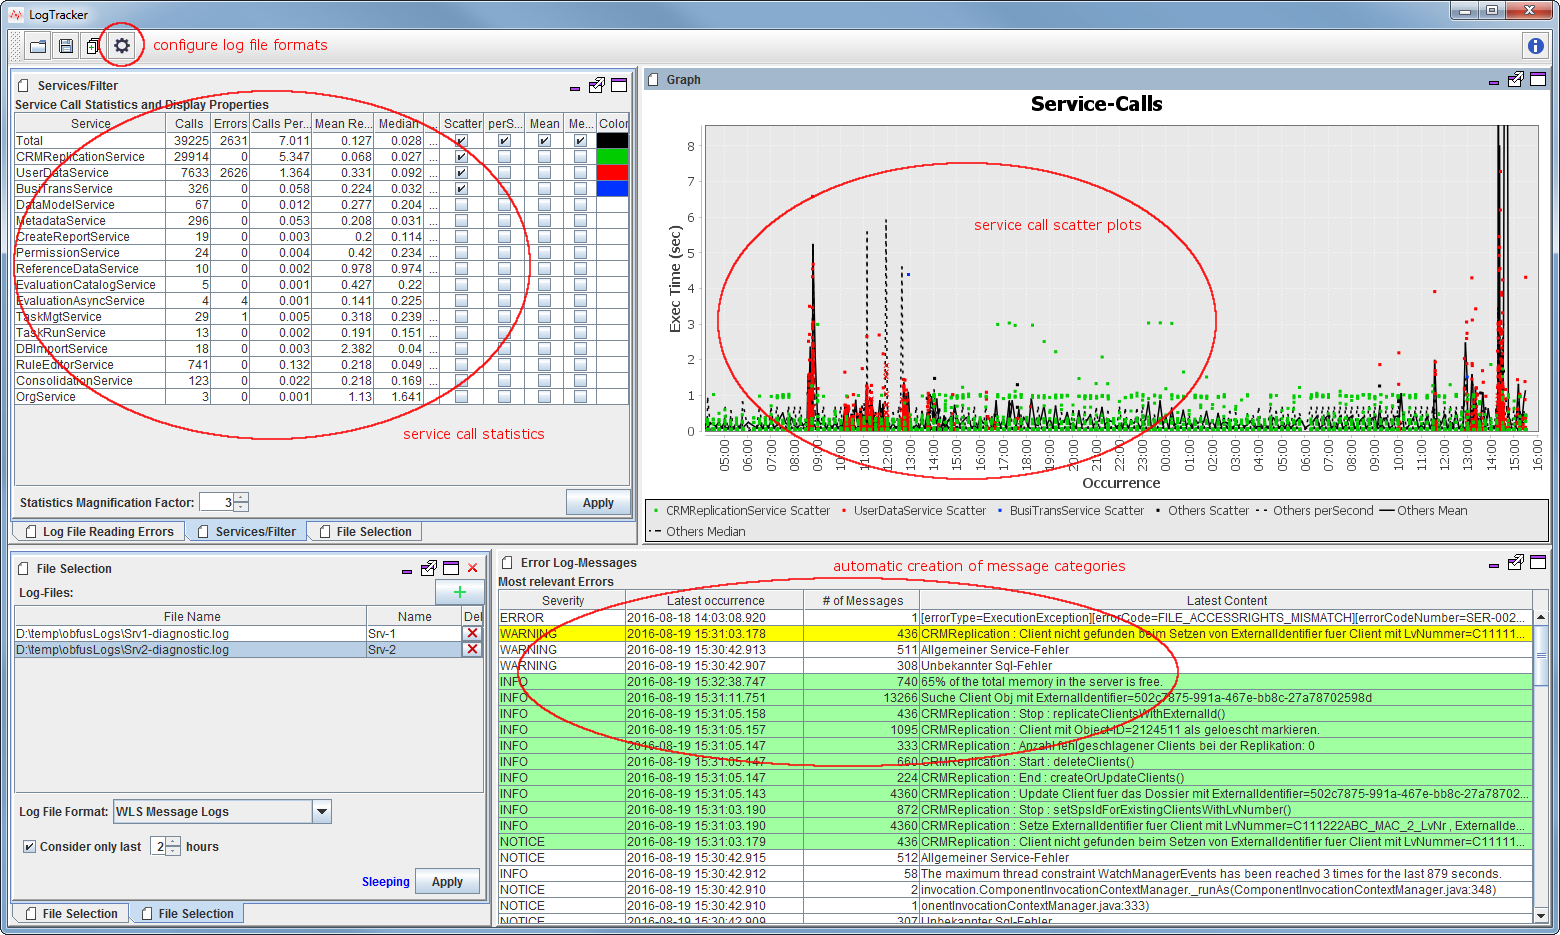 LogTracker
configure log file formats
Services/Filter
Service Call Statistics and Display Properties
Service Calls Errors Calls Per... Mean Re... Median ... Scatter perS... Mean Me... Color
Total 39225 2631 7.011 0.127 0.028 ...
CRMReplicationService 29914 0 5.347 0.068 0.027 ...
UserDataService 7633 2626 1.364 0.331 0.092 ...
BusiTransService 326 0 0.058 0.224 0.032 ...
DataModelService 67 0 0.012 0.277 0.204 ...
MetadataService 296 0 0.053 0.208 0.031 ...
CreateReportService 19 0 0.003 0.2 0.114 ...
PermissionService 24 0 0.004 0.42 0.234 ...
ReferenceDataService 10 0 0.002 0.978 0.974 ...
EvaluationCatalogService 5 0 0.001 0.427 0.22 ...
EvaluationAsyncService 4 4 0.001 0.141 0.225 ...
TaskMgtService 29 1 0.005 0.318 0.239 ...
TaskRunService 13 0 0.002 0.191 0.151 ...
DBImportService 18 0 0.003 2.382 0.04 ...
RuleEditorService 741 0 0.132 0.218 0.049 ...
ConsolidationService 123 0 0.022 0.218 0.169 ...
OrgService 3 0 0.001 1.13 1.641 ...
service call statistics
Statistics Magnification Factor: 3 Apply
Log File Reading Errors Services/Filter File Selection
Graph
Service-Calls
service call scatter plots
Exec Time (sec)
8
7
6
5
4
3
2
1
0
05:00 06:00 07:00 08:00 09:00 10:00 11:00 12:00 13:00 14:00 15:00 16:00 17:00 18:00 19:00 20:00 21:00 22:00 23:00 00:00 01:00 02:00 03:00 04:00 05:00 06:00 07:00 08:00 09:00 10:00 11:00 12:00 13:00 14:00 15:00 16:00
Occurrence
CRMReplicationService Scatter UserDataService Scatter BusiTransService Scatter Others Scatter Others perSecond Others Mean
Others Median
File Selection
Log-Files:
File Name Name Del
D:\temp\obfusLogs\Srv1-diagnostic.log Srv-1
D:\temp\obfusLogs\Srv2-diagnostic.log Srv-2
Log File Format: WLS Message Logs
Consider only last 2 hours
Sleeping Apply
File Selection File Selection
Error Log-Messages
automatic creation of message categories
Most relevant Errors
Severity Latest occurrence # of Messages Latest Content
ERROR 2016-08-18 14:03:08.920 1 [errorType=ExecutionException][errorCode=FILE_ACCESSRIGHTS_MISMATCH][errorCodeNumber=SER-002...
WARNING 2016-08-19 15:31:03.178 436 CRMReplication : Client nicht gefunden beim Setzen von ExternalIdentifier fuer Client mit LvNummer=C11111...
WARNING 2016-08-19 15:30:42.913 511 Allgemeiner Service-Fehler
WARNING 2016-08-19 15:30:42.907 308 Unbekannter Sql-Fehler
INFO 2016-08-19 15:32:38.747 740 65% of the total memory in the server is free.
INFO 2016-08-19 15:31:11.751 13266 Suche Client Obj mit ExternalIdentifier=502c7875-991a-467e-bb8c-27a78702598d
INFO 2016-08-19 15:31:05.158 436 CRMReplication : Stop : replicateClientsWithExternalId()
INFO 2016-08-19 15:31:05.157 1095 CRMReplication : Client mit Object-ID=2124511 als geloescht markieren.
INFO 2016-08-19 15:31:05.147 333 CRMReplication : Anzahl fehlgeschlagener Clients bei der Replikation: 0
INFO 2016-08-19 15:31:05.147 660 CRMReplication : Start : deleteClients()
INFO 2016-08-19 15:31:05.147 224 CRMReplication : End : createOrUpdateClients()
INFO 2016-08-19 15:31:05.143 4360 CRMReplication : Update Client fuer das Dossier mit ExternalIdentifier=502c7875-991a-467e-bb8c-27a78702...
INFO 2016-08-19 15:31:03.190 872 CRMReplication : Stop : setSpsIdForExistingClientsWithLvNumber()
INFO 2016-08-19 15:31:03.190 4360 CRMReplication : Setze ExternalIdentifier fuer Client mit LvNummer=C111222ABC_MAC_2_LvNr , ExternalIde...
NOTICE 2016-08-19 15:31:03.179 436 CRMReplication : Client nicht gefunden beim Setzen von ExternalIdentifier fuer Client mit LvNummer=C11111...
NOTICE 2016-08-19 15:30:42.915 512 Allgemeiner Service-Fehler
INFO 2016-08-19 15:30:42.912 58 The maximum thread constraint WatchManagerEvents has been reached 3 times for the last 879 seconds.
NOTICE 2016-08-19 15:30:42.910 2 invocation.ComponentInvocationContextManager._runAs(ComponentInvocationContextManager.java:348)
NOTICE 2016-08-19 15:30:42.910 1 onentInvocationContextManager.java:333)
NOTICE 2016-08-19 15:30:42.909 307 Unbekannter Sql-Fehler